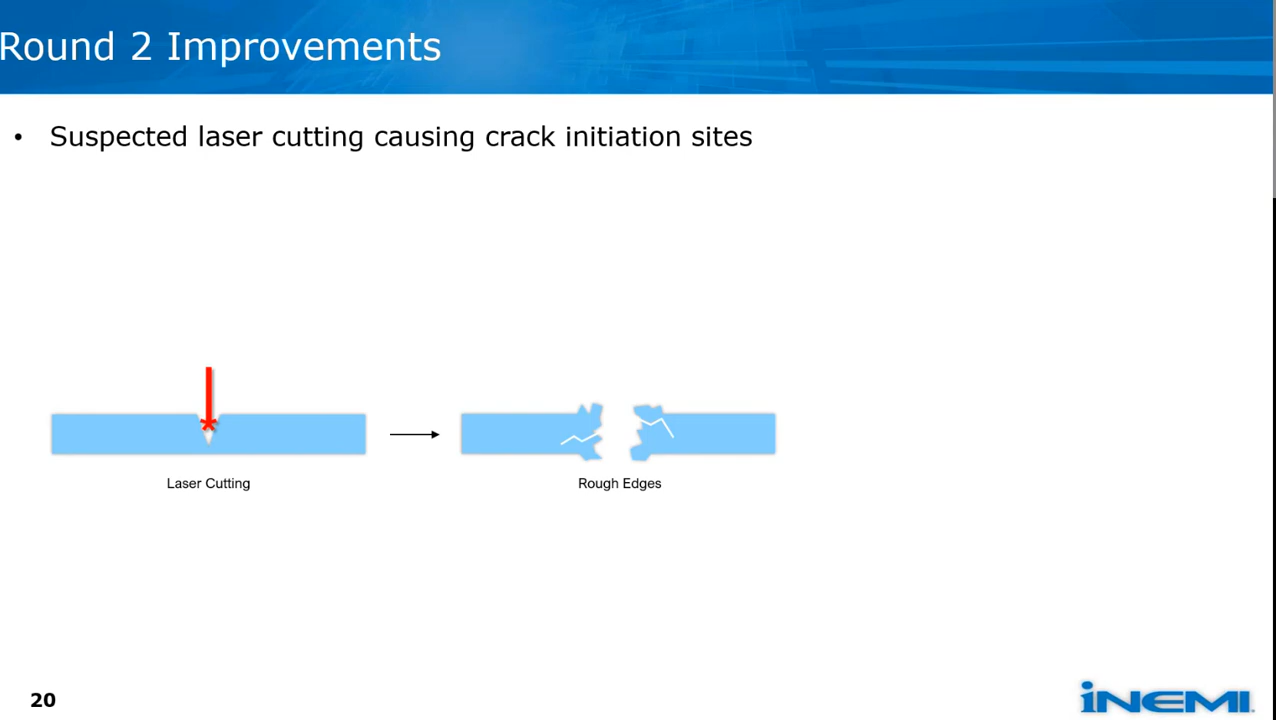 Round 2 Improvements
• Suspected laser cutting causing crack initiation sites
Laser Cutting
Rough Edges
20
iNEMI.